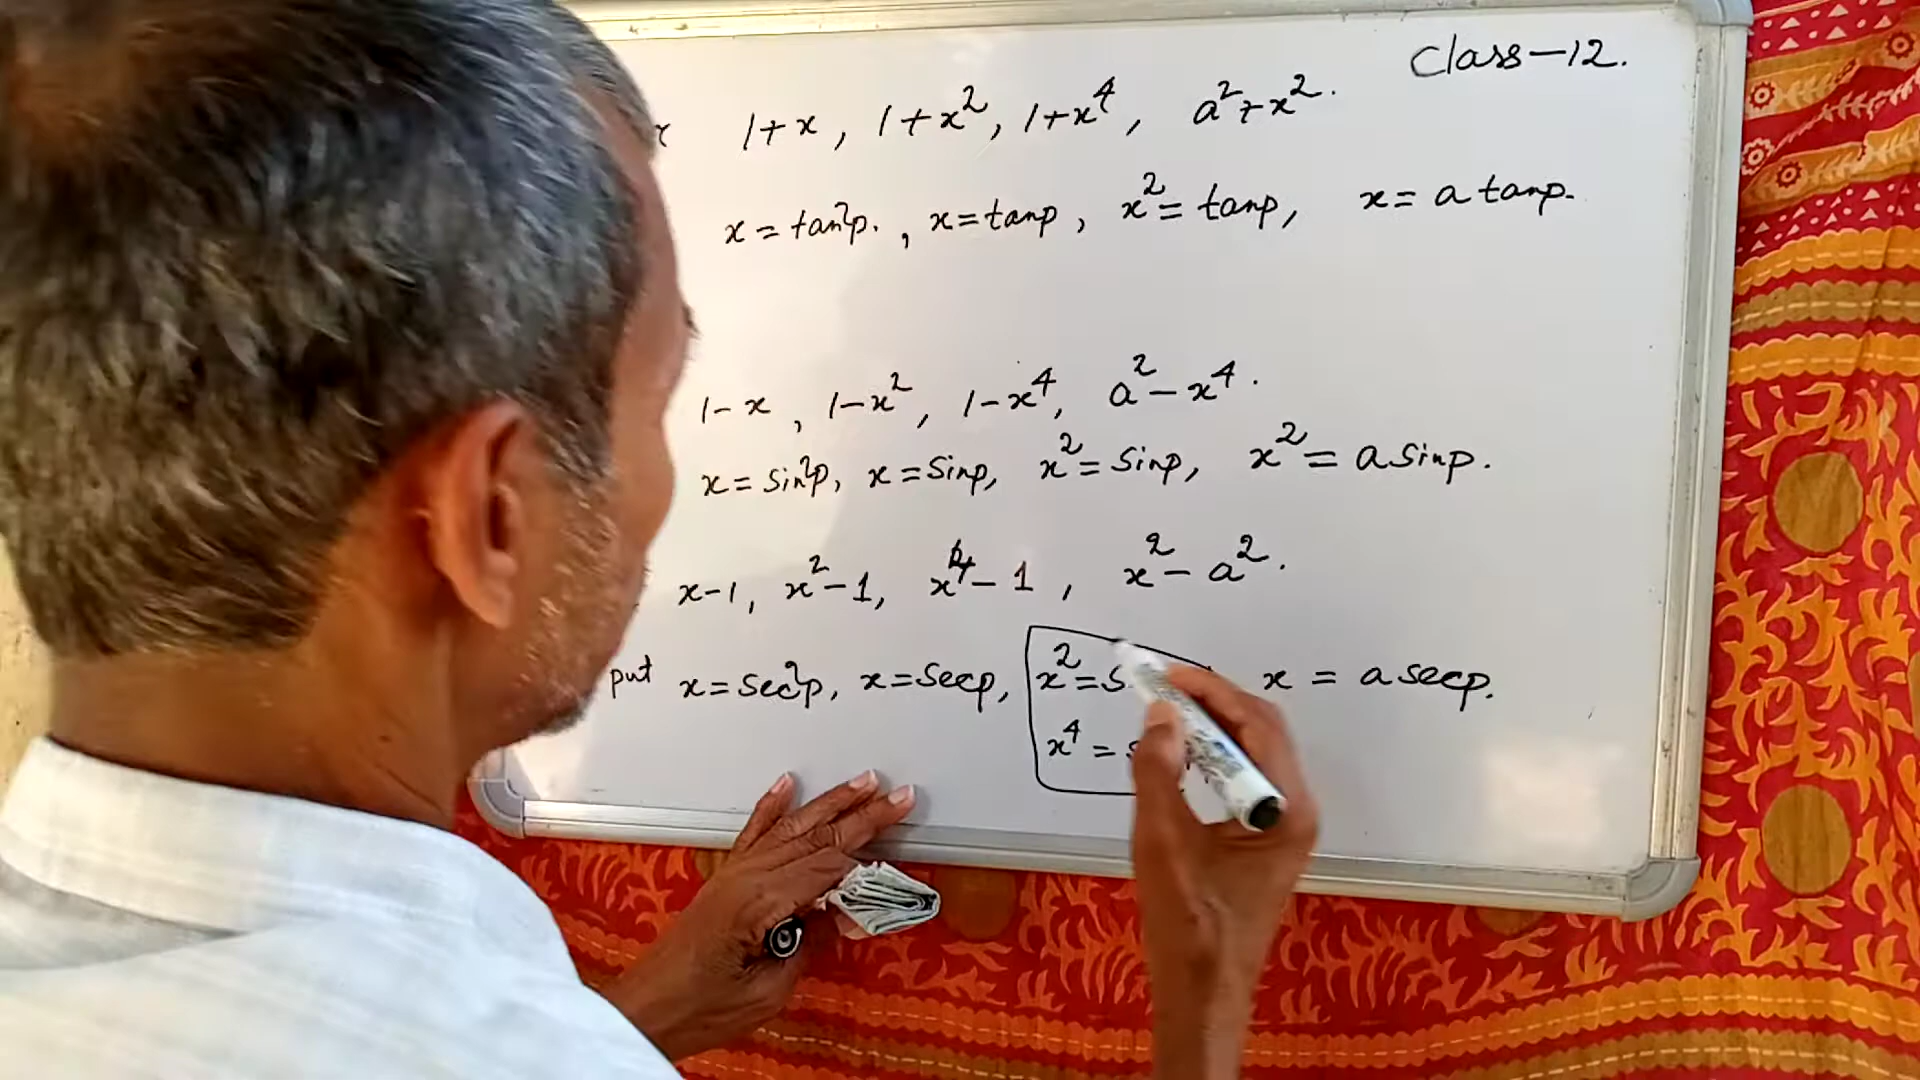 Class-12.
1+x, 1+x², 1+x⁴, a²+x².
x = tan²p., x=tanp, x²= tanp, x= a tanp.
1-x, 1-x², 1-x⁴, a²-x⁴.
x= sin²p, x= sinp, x²= sinp, x² = a sinp.
x-1, x²-1, x⁴-1, x²-a².
put x=sec²p, x=secp, x²= x = a secp.
x⁴ =